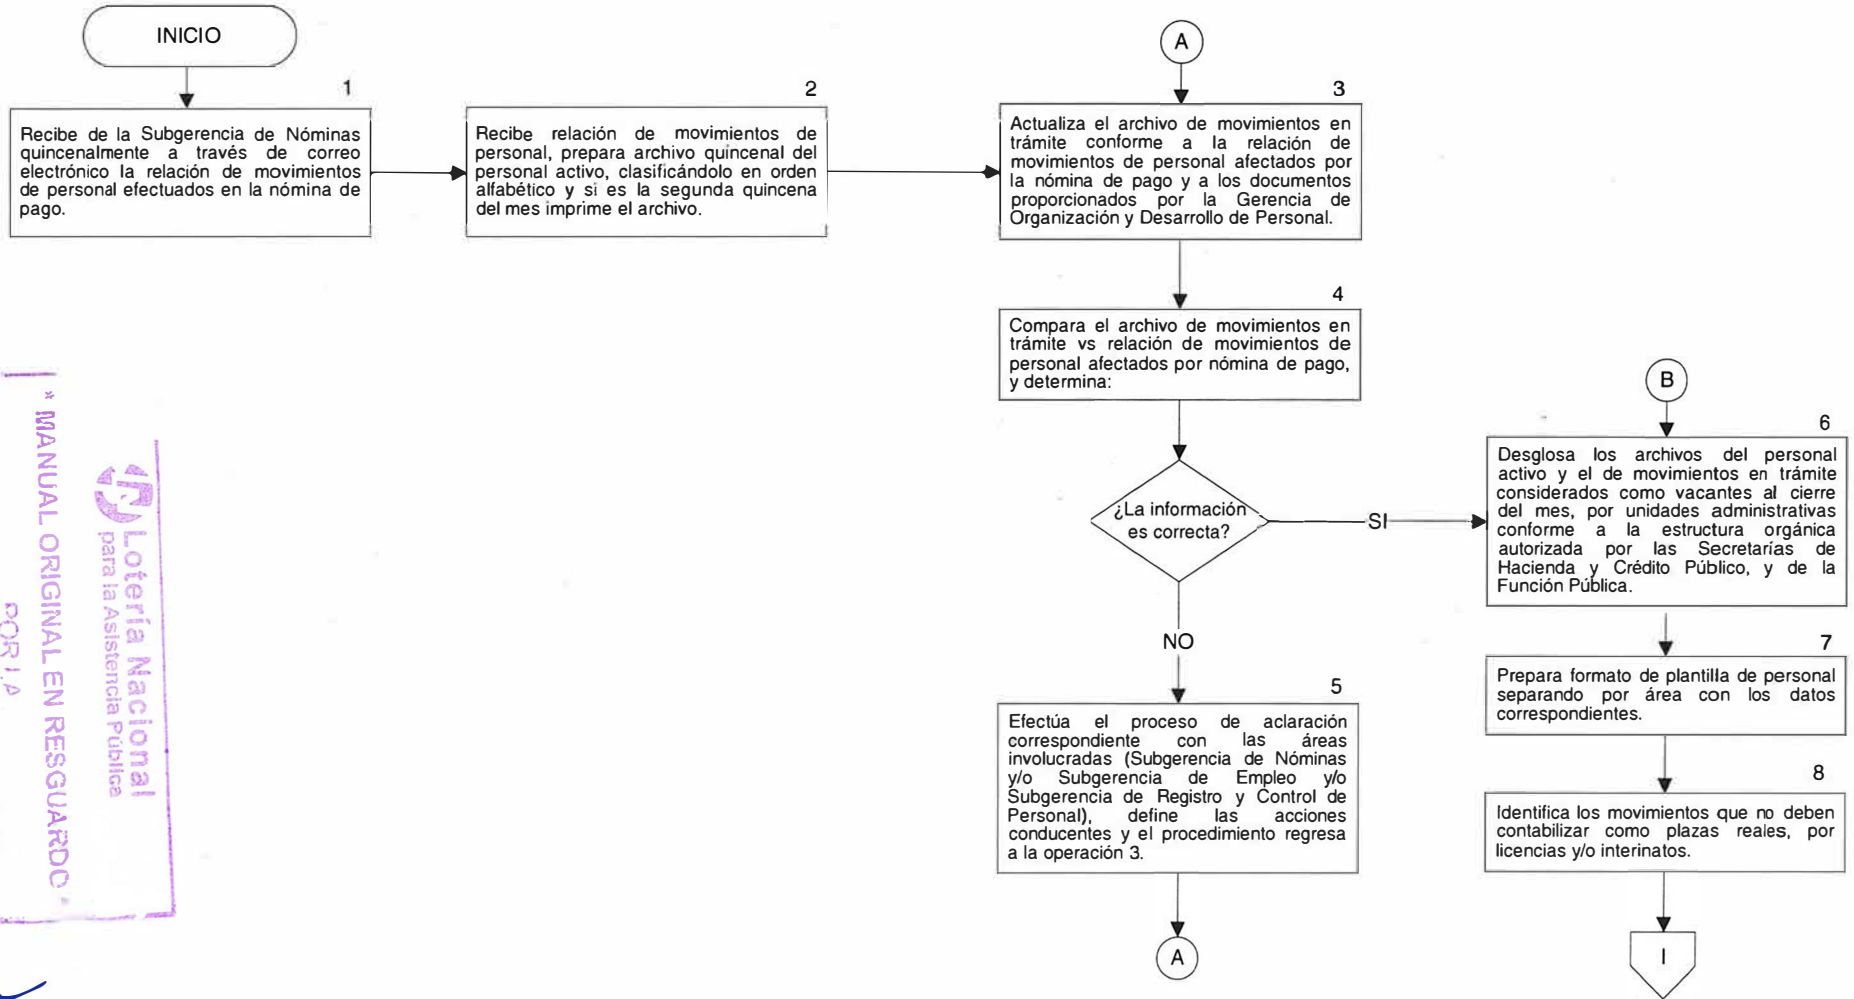 INICIO
1
Recibe de la Subgerencia de Nóminas
quincenalmente a través de correo
electrónico la relación de movimientos
de personal efectuados en la nómina de
pago.
2
Recibe relación de movimientos de
personal, prepara archivo quincenal del
personal activo, clasificándolo en orden
alfabético y si es la segunda quincena
del mes imprime el archivo.
A
3
Actualiza el archivo de movimientos en
trámite conforme a la relación de
movimientos de personal afectados por
la nómina de pago y a los documentos
proporcionados por la Gerencia de
Organización y Desarrollo de Personal.
4
Compara el archivo de movimientos en
trámite vs relación de movimientos de
personal afectados por nómina de pago,
y determina:
¿La información
es correcta?
SI
NO
5
Efectúa el proceso de aclaración
correspondiente con las áreas
involucradas (Subgerencia de Nóminas
y/o Subgerencia de Empleo y/o
Subgerencia de Registro y Control de
Personal), define las acciones
conducentes y el procedimiento regresa
a la operación 3.
A
B
6
Desglosa los archivos del personal
activo y el de movimientos en trámite
considerados como vacantes al cierre
del mes, por unidades administrativas
conforme a la estructura orgánica
autorizada por las Secretarías de
Hacienda y Crédito Público, y de la
Función Pública.
7
Prepara formato de plantilla de personal
separando por área con los datos
correspondientes.
8
Identifica los movimientos que no deben
contabilizar como plazas reales, por
licencias y/o interinatos.
I
Lotería Nacional
para la Asistencia Pública
* MANUAL ORIGINAL EN RESGUARDO
POR LA